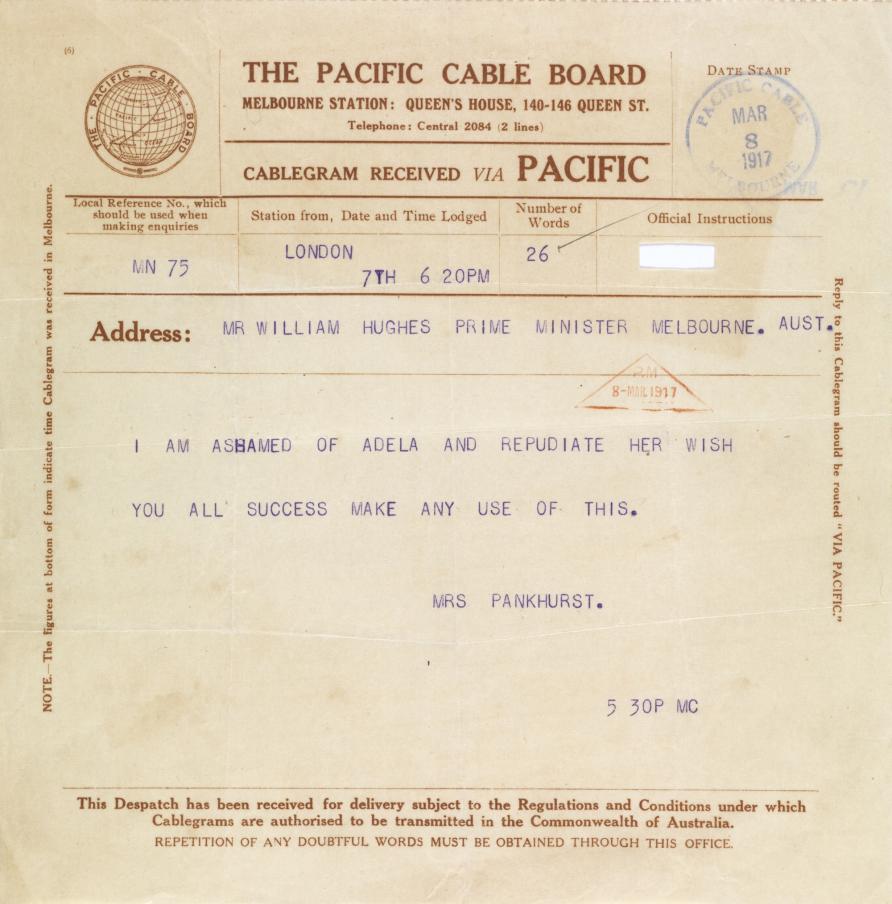 (6)
THE PACIFIC CABLE BOARD
THE PACIFIC CABLE BOARD
MELBOURNE STATION: QUEEN'S HOUSE, 140-146 QUEEN ST.
Telephone: Central 2084 (2 lines)
CABLEGRAM RECEIVED VIA PACIFIC
DATE STAMP
PACIFIC CABLE
MAR
8
1917
MELBOURNE
Local Reference No., which
should be used when
making enquiries
Station from, Date and Time Lodged
Number of
Words
Official Instructions
MN 75
LONDON
7TH 6 20PM
26
Address: MR WILLIAM HUGHES PRIME MINISTER MELBOURNE. AUST.
P.M.
8-MAR.1917
I AM ASHAMED OF ADELA AND REPUDIATE HER WISH
YOU ALL SUCCESS MAKE ANY USE OF THIS.
MRS PANKHURST.
5 30P MC
This Despatch has been received for delivery subject to the Regulations and Conditions under which
Cablegrams are authorised to be transmitted in the Commonwealth of Australia.
REPETITION OF ANY DOUBTFUL WORDS MUST BE OBTAINED THROUGH THIS OFFICE.
NOTE.—The figures at bottom of form indicate time Cablegram was received in Melbourne.
Reply to this Cablegram should be routed "VIA PACIFIC."